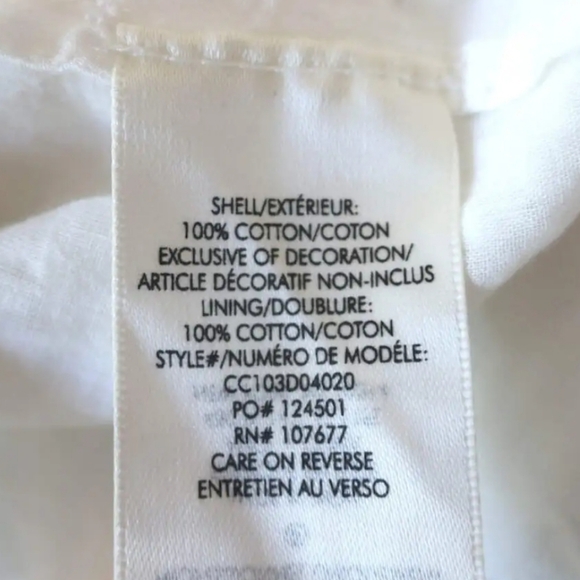 SHELL/EXTÉRIEUR:
100% COTTON/COTON
EXCLUSIVE OF DECORATION/
ARTICLE DÉCORATIF NON-INCLUS
LINING/DOUBLURE:
100% COTTON/COTON
STYLE#/NUMÉRO DE MODÉLE:
CC103D04020
PO# 124501
RN# 107677
CARE ON REVERSE
ENTRETIEN AU VERSO